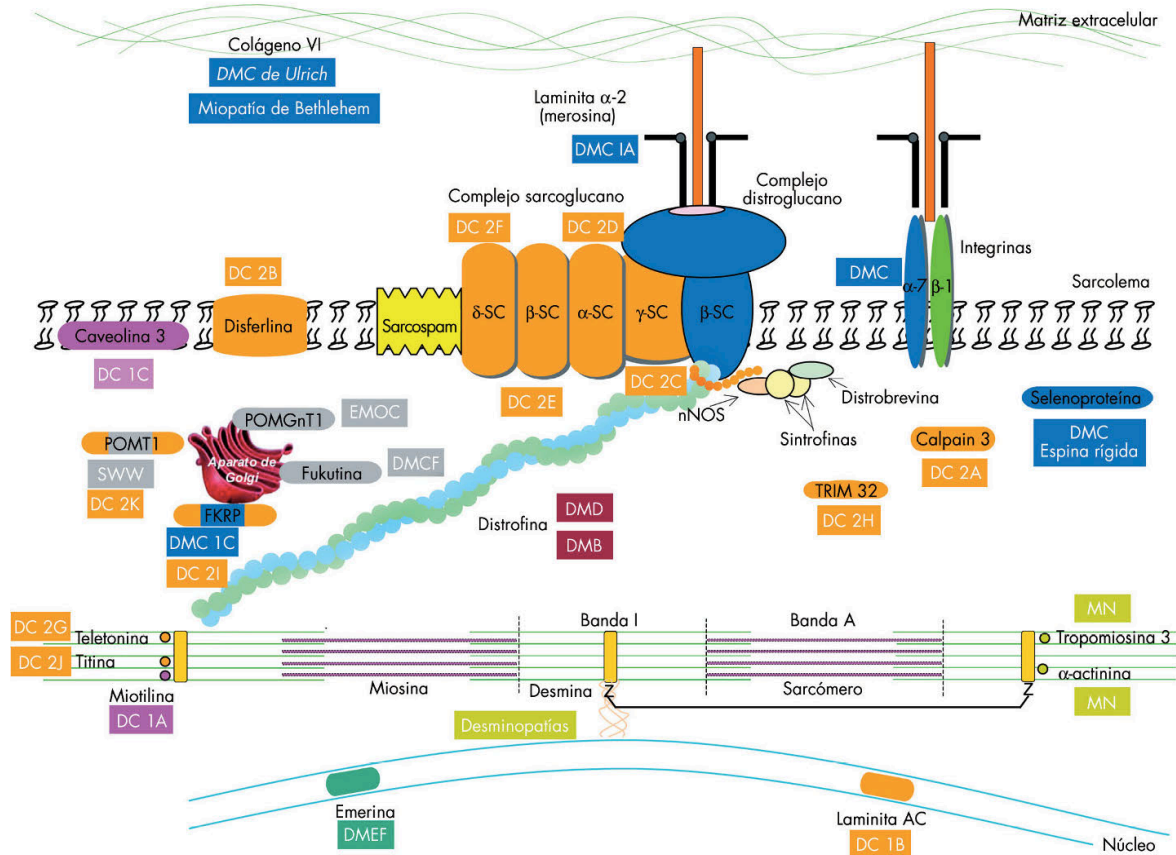 Matriz extracelular
Colágeno VI
DMC de Ulrich
Miopatía de Bethlehem
Laminita α-2
(merosina)
DMC IA
Complejo sarcoglucano
Complejo
distroglucano
DC 2F
DC 2D
Integrinas
DC 2B
DMC
α-7
β-1
Sarcolema
Caveolina 3
Disferlina
Sarcospam
δ-SC
β-SC
α-SC
γ-SC
β-SC
DC 1C
DC 2E
DC 2C
nNOS
Sintrofinas
Distrobrevina
Selenoproteína
DMC
Espina rígida
POMGnT1
EMOC
POMT1
SWW
DC 2K
Aparato de
Golgi
Fukutina
DMCF
Calpain 3
DC 2A
TRIM 32
DC 2H
FKRP
DMC 1C
DC 2I
Distrofina
DMD
DMB
DC 2G
Teletonina
DC 2J
Titina
Miotilina
DC 1A
Miosina
Banda I
Desmina
Z
Banda A
Sarcómero
Z
MN
Tropomiosina 3
α-actinina
MN
Desminopatías
Emerina
DMEF
Laminita AC
DC 1B
Núcleo